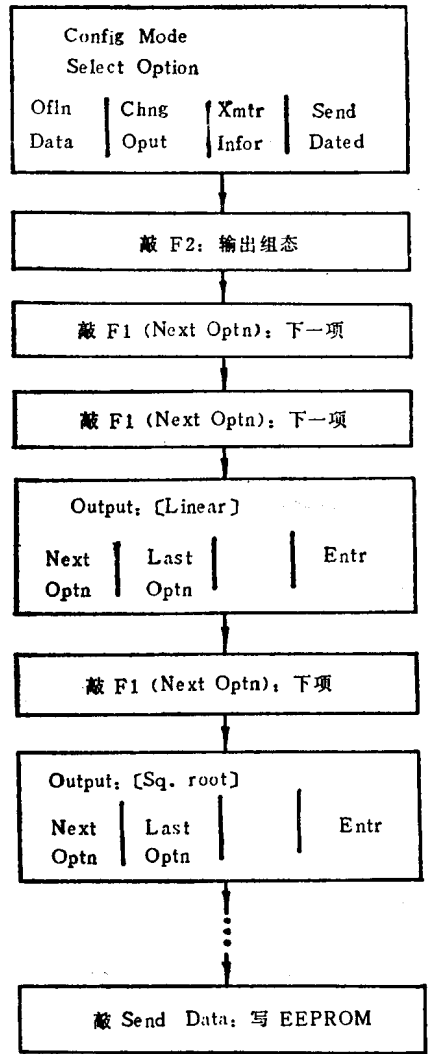 Config Mode
Select Option
Ofln Chng Xmtr Send
Data Oput Infor Dated
敲 F2: 输出组态
敲 F1 (Next Optn): 下一项
敲 F1 (Next Optn): 下一项
Output: [Linear]
Next Last Entr
Optn Optn
敲 F1 (Next Optn): 下项
Output: [Sq. root]
Next Last Entr
Optn Optn
敲 Send Data: 写 EEPROM